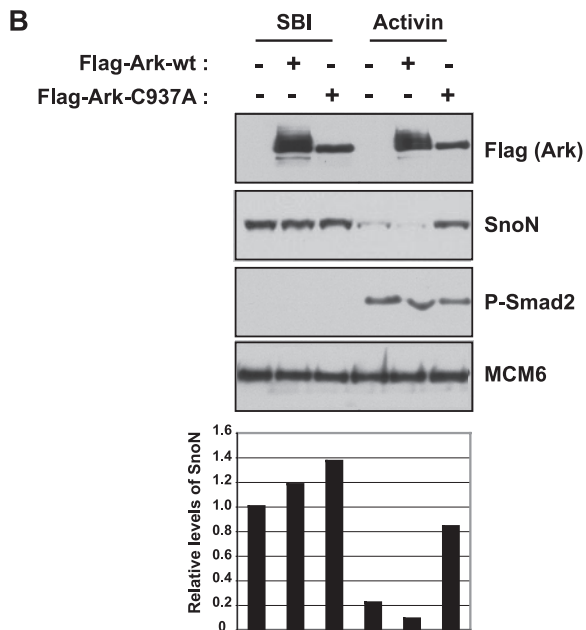 B
SBI Activin
Flag-Ark-wt : - + - - + -
Flag-Ark-C937A : - - + - - +
Flag (Ark)
SnoN
P-Smad2
MCM6
Relative levels of SnoN
1.6
1.4
1.2
1.0
0.8
0.6
0.4
0.2
0